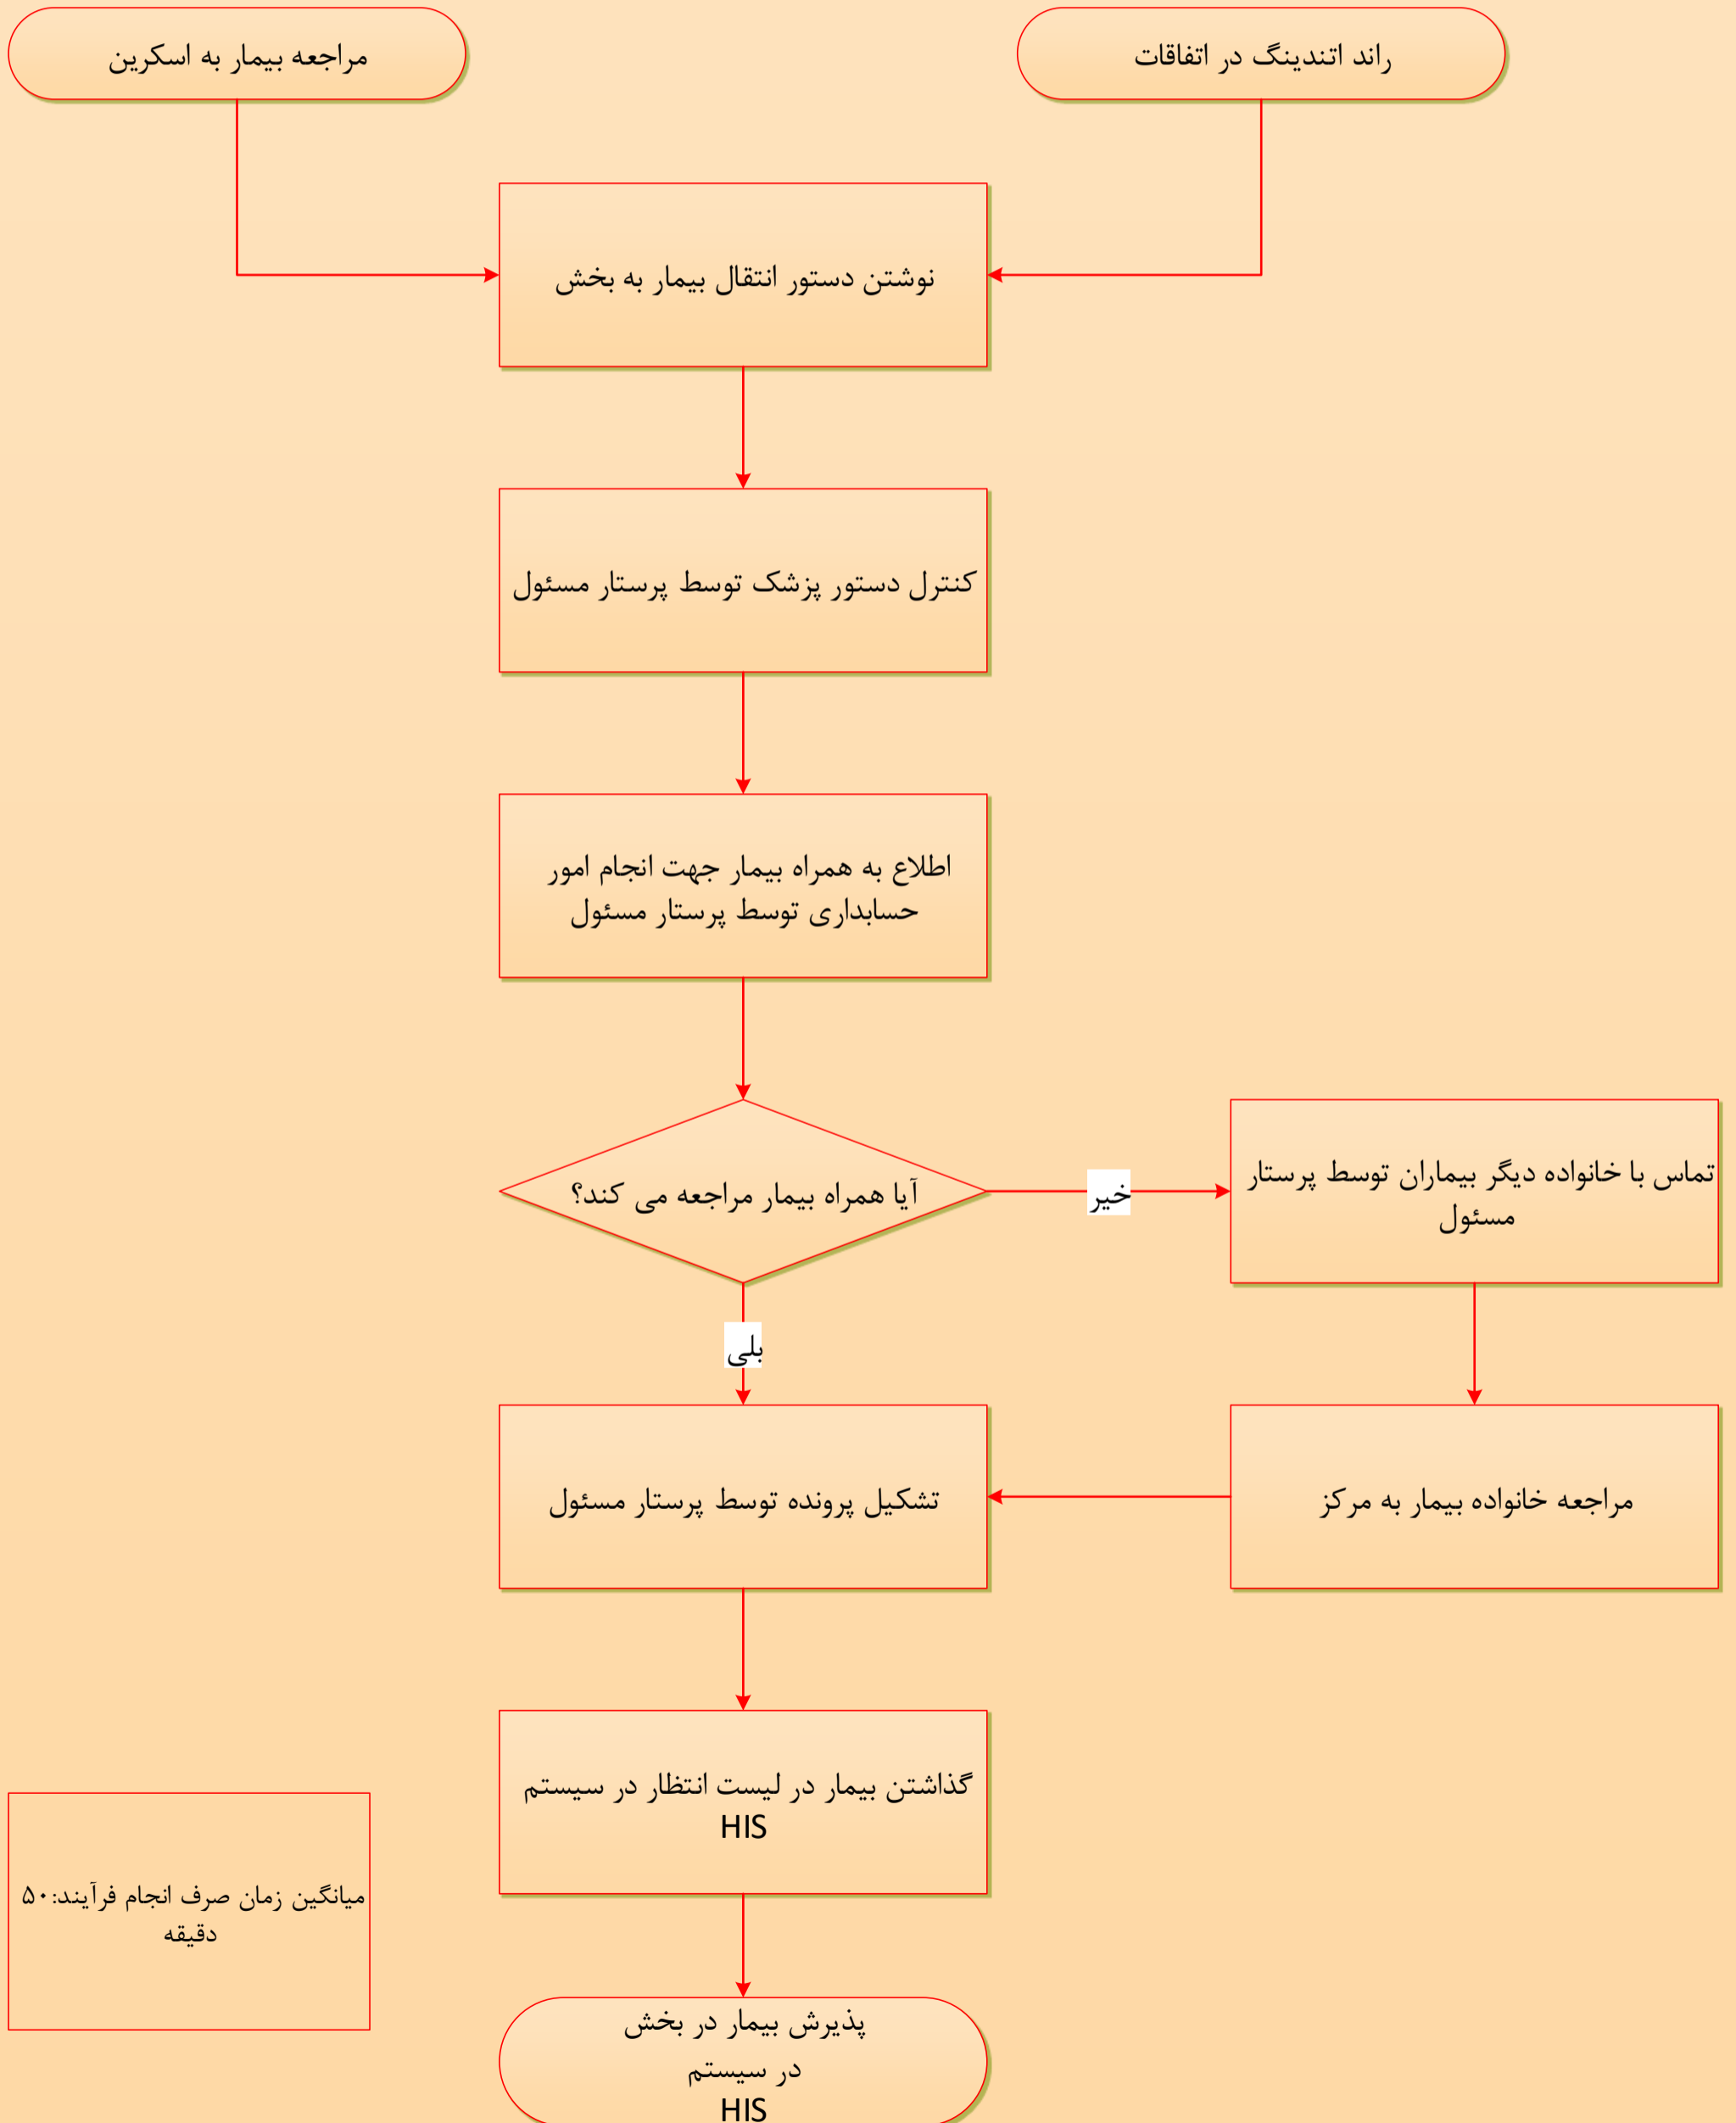 راند اتندینگ در اتفاقات
مراجعه بیمار به اسکرین
نوشتن دستور انتقال بیمار به بخش
کنترل دستور پزشک توسط پرستار مسئول
اطلاع به همراه بیمار جهت انجام امور
حسابداری توسط پرستار مسئول
آیا همراه بیمار مراجعه می کند؟
خیر
تماس با خانواده دیگر بیماران توسط پرستار
مسئول
بلی
مراجعه خانواده بیمار به مرکز
تشکیل پرونده توسط پرستار مسئول
گذاشتن بیمار در لیست انتظار در سیستم
HIS
میانگین زمان صرف انجام فرآیند:۵۰
دقیقه
پذیرش بیمار در بخش
در سیستم
HIS